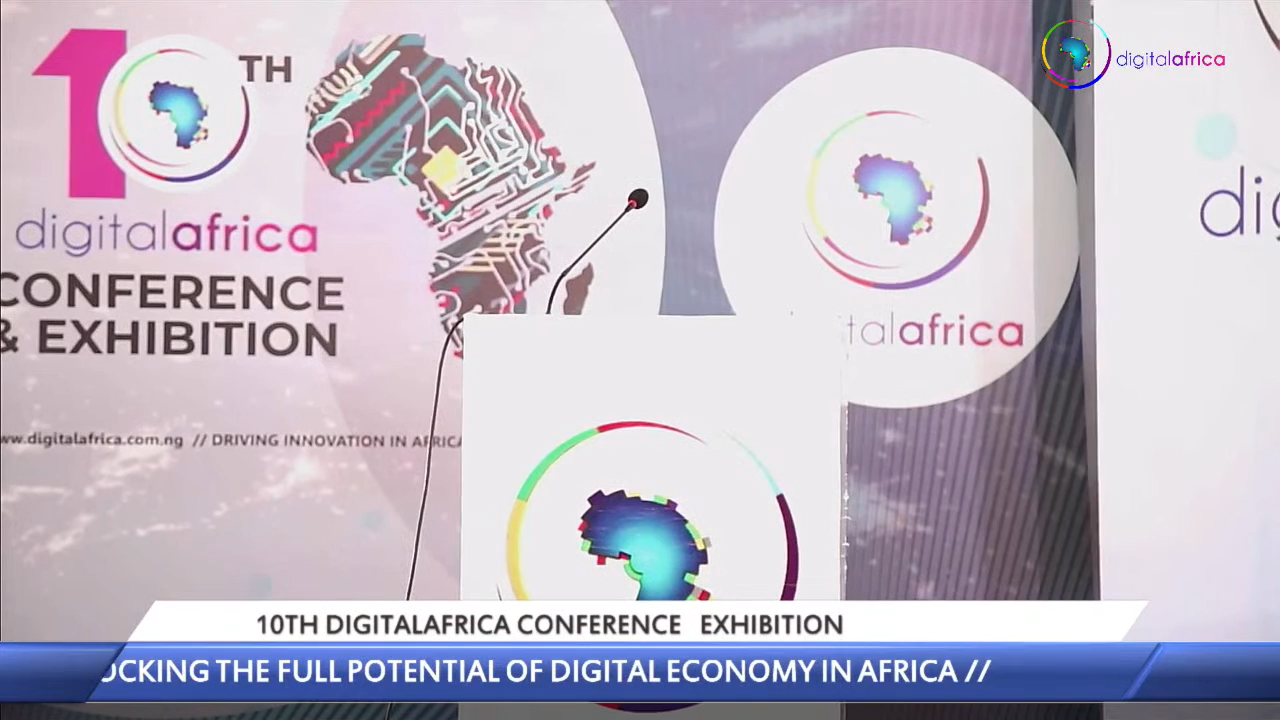 10TH
digitalafrica
CONFERENCE
& EXHIBITION
www.digitalafrica.com.ng // DRIVING INNOVATION IN AFRICA
digitalafrica
talafrica
10TH DIGITALAFRICA CONFERENCE EXHIBITION
OCKING THE FULL POTENTIAL OF DIGITAL ECONOMY IN AFRICA //